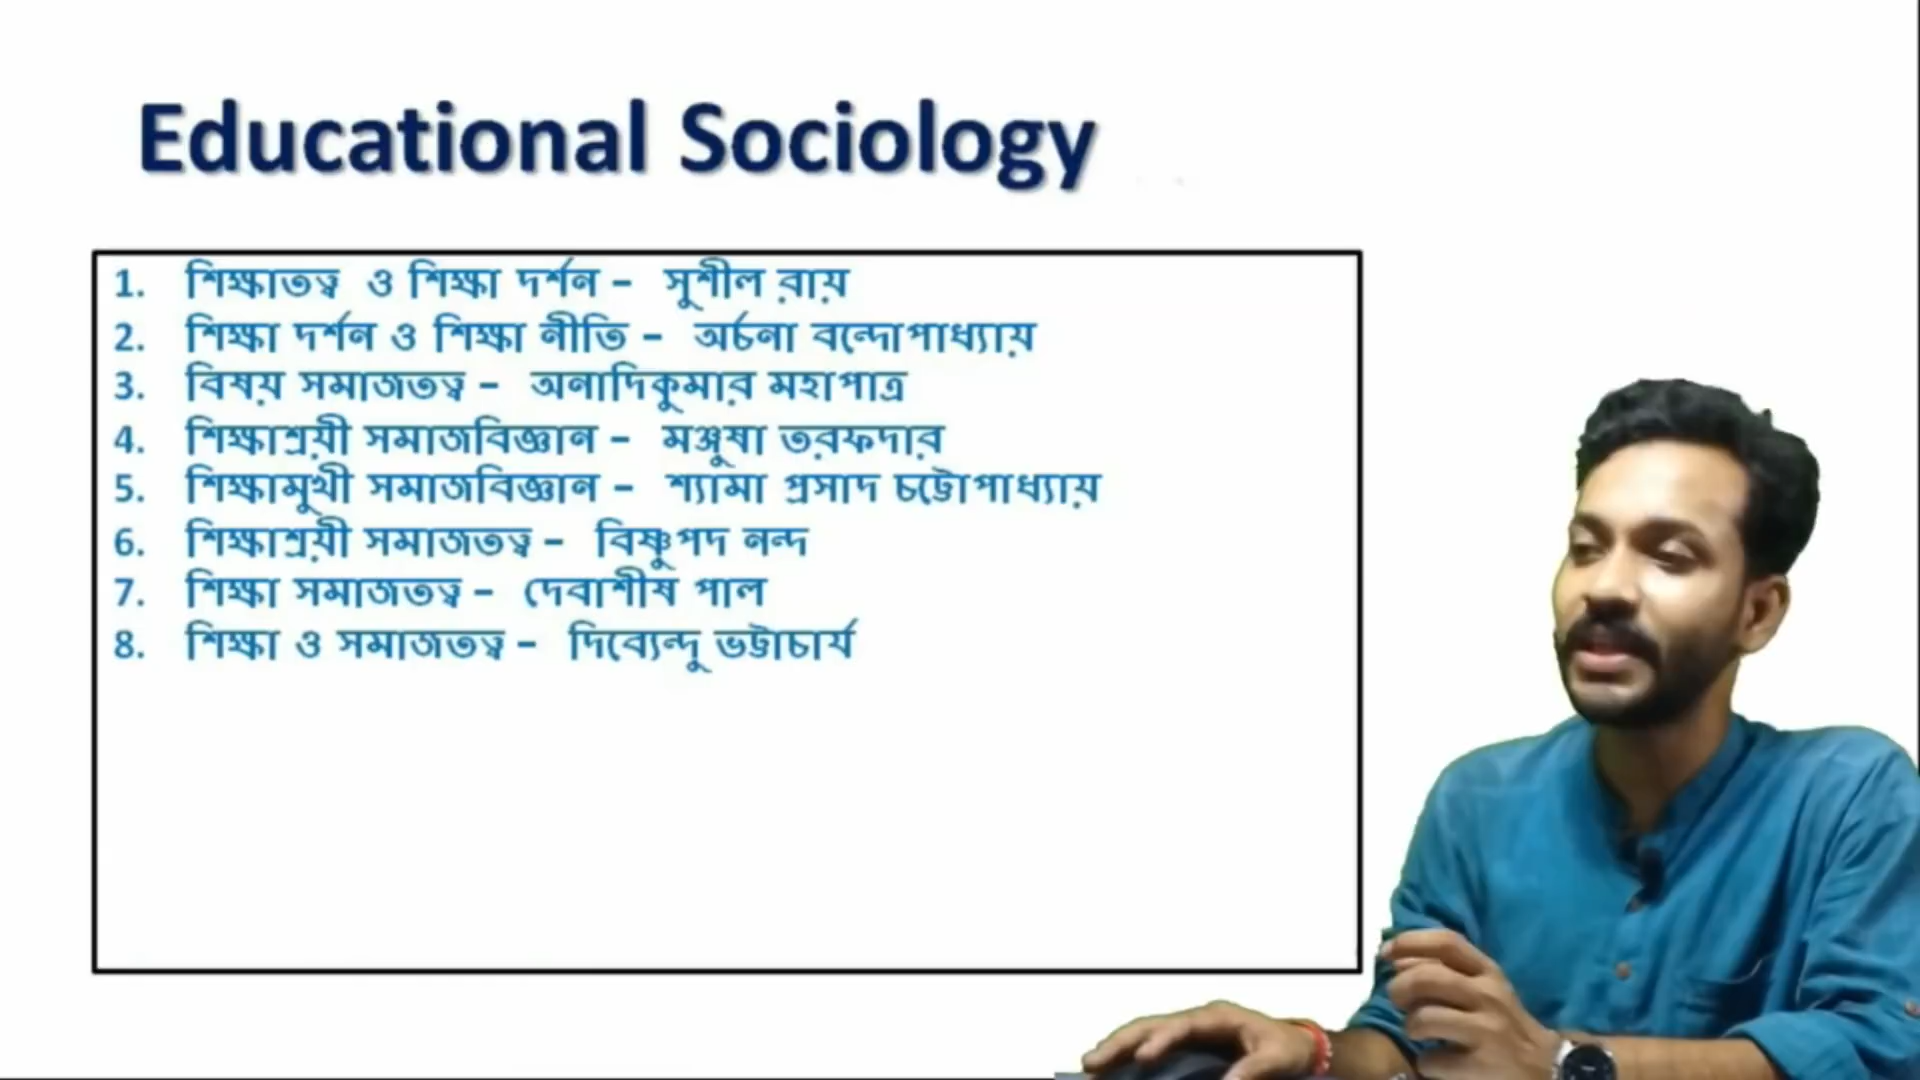 Educational Sociology
1. শিক্ষাতত্ত্ব ও শিক্ষা দর্শন – সুশীল রায়
2. শিক্ষা দর্শন ও শিক্ষা নীতি – অর্চনা বন্দোপাধ্যায়
3. বিষয় সমাজতত্ত্ব – অনাদিকুমার মহাপাত্র
4. শিক্ষাশ্রয়ী সমাজবিজ্ঞান – মঞ্জুষা তরফদার
5. শিক্ষামুখী সমাজবিজ্ঞান – শ্যামা প্রসাদ চট্টোপাধ্যায়
6. শিক্ষাশ্রয়ী সমাজতত্ত্ব – বিষ্ণুপদ নন্দ
7. শিক্ষা সমাজতত্ত্ব – দেবাশীষ পাল
8. শিক্ষা ও সমাজতত্ত্ব – দিব্যেন্দু ভট্টাচার্য